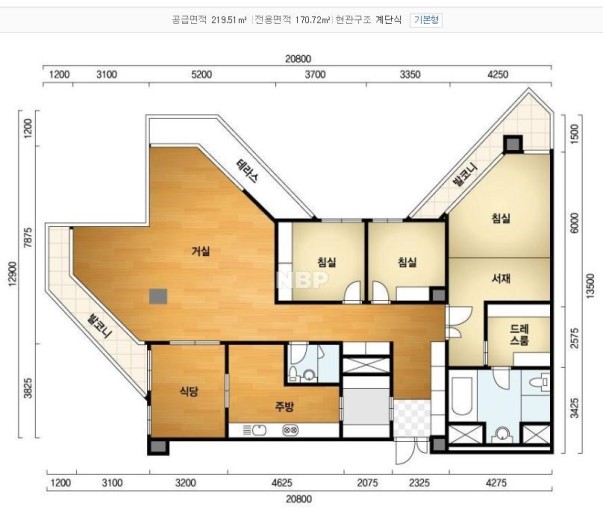 공급면적 219.51㎡ | 전용면적 170.72㎡ | 현관구조 계단식 기본형
20800
1200 3100 5200 3700 3350 4250
1200
7875
12900
3825
1500
6000
13500
2575
3425
테라스
발코니
침실
거실
침실
침실
서재
NBP
발코니
드레
스룸
식당
주방
1200 3100 3200 4625 2075 2325 4275
20800